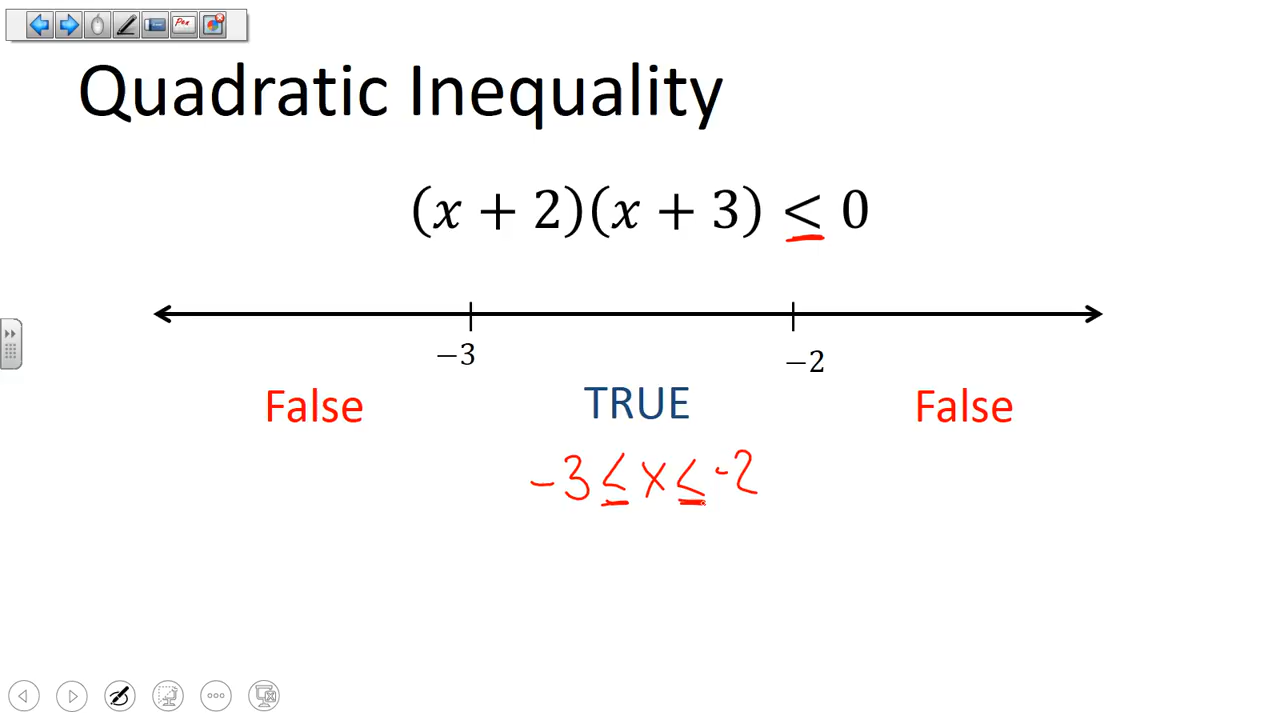 Quadratic Inequality
(x + 2)(x + 3) ≤ 0
−3 −2
False TRUE False
-3 ≤ x ≤ -2